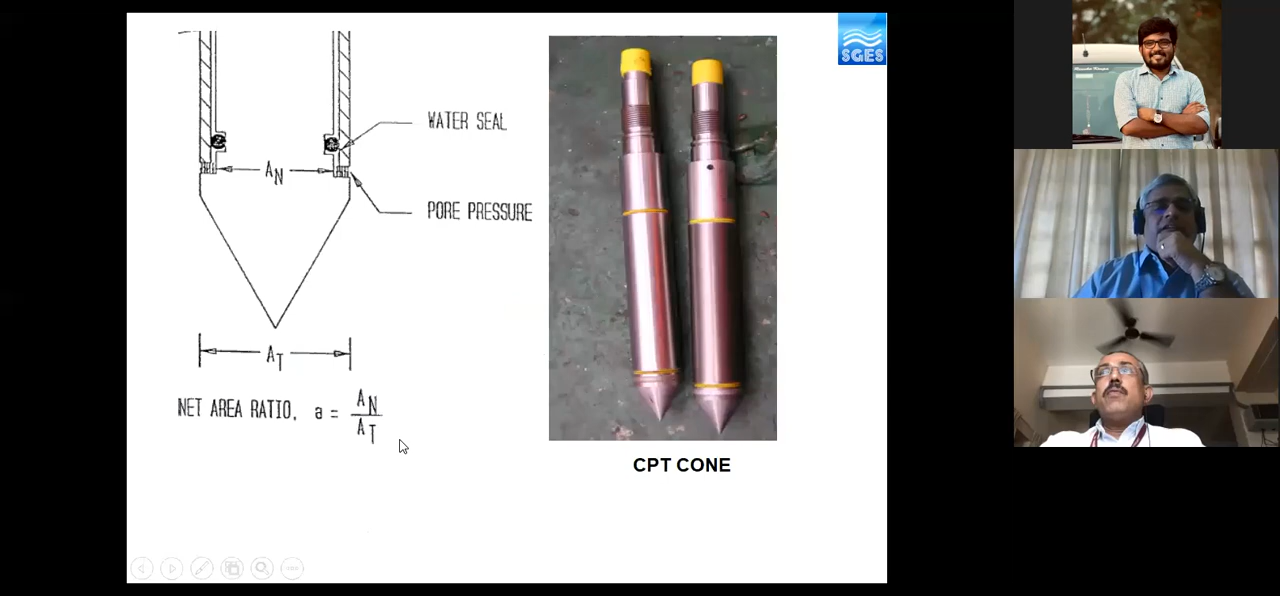 SGES
WATER SEAL
A_N
PORE PRESSURE
A_T
NET AREA RATIO, a = A_N / A_T
CPT CONE